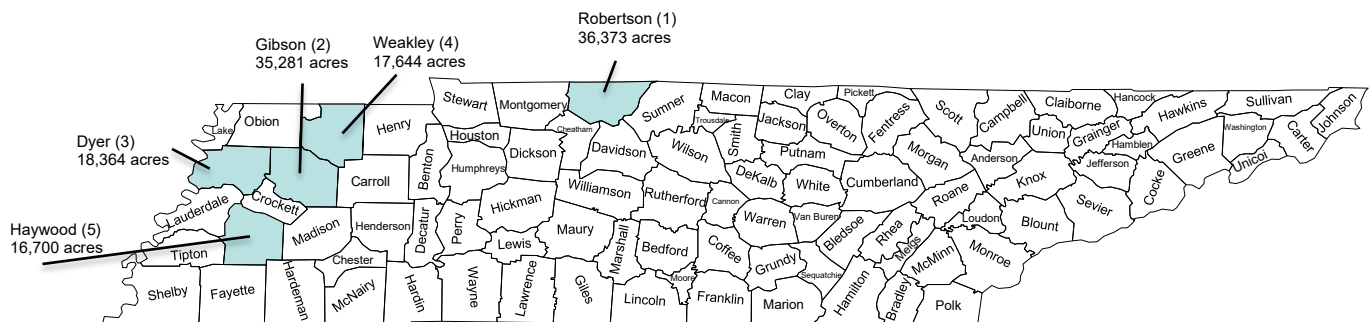 Robertson (1)
36,373 acres
Gibson (2)
35,281 acres
Weakley (4)
17,644 acres
Dyer (3)
18,364 acres
Haywood (5)
16,700 acres
Lake
Obion
Henry
Stewart
Montgomery
Sumner
Macon
Clay
Pickett
Scott
Campbell
Claiborne
Hancock
Hawkins
Sullivan
Johnson
Houston
Cheatham
Trousdale
Smith
Jackson
Overton
Fentress
Union
Grainger
Hamblen
Washington
Carter
Unicoi
Greene
Benton
Humphreys
Dickson
Davidson
Wilson
Putnam
Morgan
Anderson
Jefferson
Cocke
Carroll
Crockett
Lauderdale
Madison
Henderson
Decatur
Perry
Hickman
Williamson
Rutherford
Cannon
DeKalb
White
Cumberland
Roane
Knox
Sevier
Blount
Loudon
Warren
Van Buren
Bledsoe
Rhea
Meigs
McMinn
Monroe
Lewis
Maury
Marshall
Bedford
Coffee
Grundy
Sequatchie
Tipton
Chester
Moore
Shelby
Fayette
Hardeman
McNairy
Hardin
Wayne
Lawrence
Giles
Lincoln
Franklin
Marion
Hamilton
Bradley
Polk